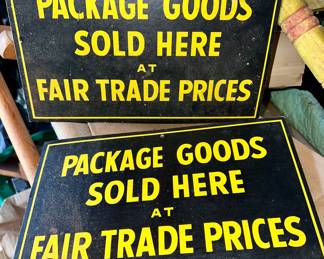 PACKAGE GOODS
SOLD HERE
AT
FAIR TRADE PRICES
PACKAGE GOODS
SOLD HERE
AT
FAIR TRADE PRICES